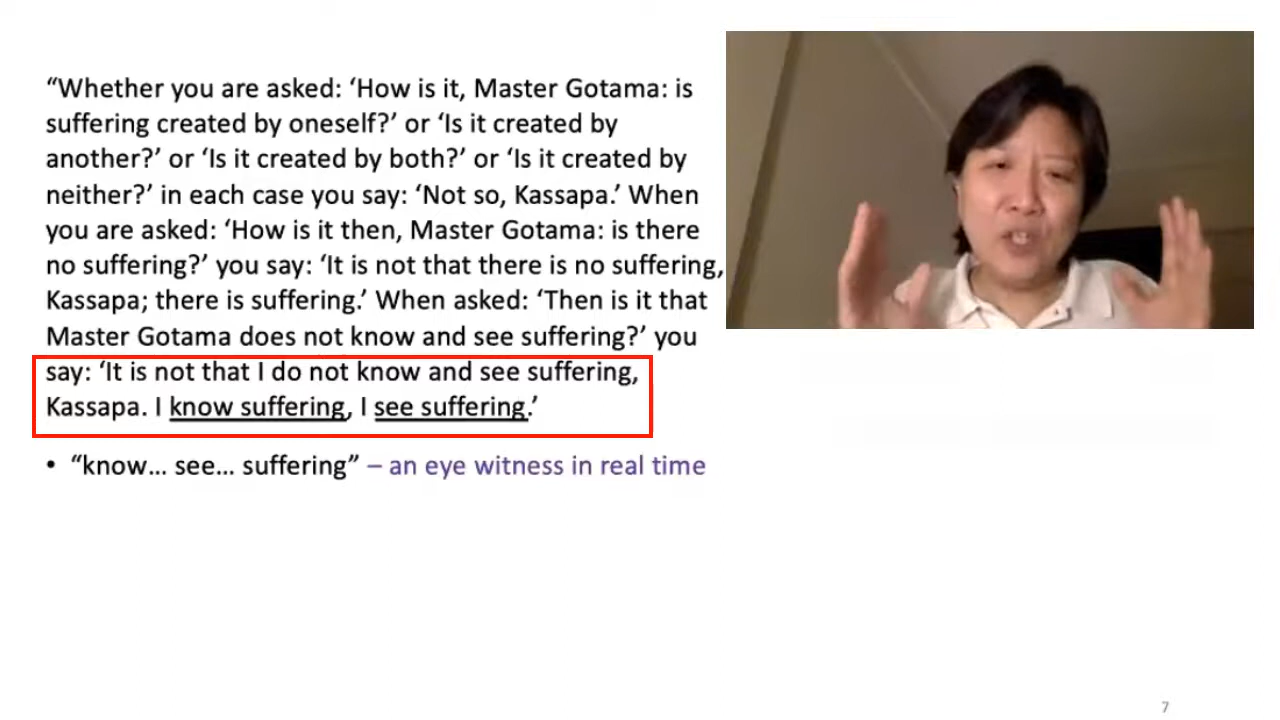 “Whether you are asked: ‘How is it, Master Gotama: is
suffering created by oneself?’ or ‘Is it created by
another?’ or ‘Is it created by both?’ or ‘Is it created by
neither?’ in each case you say: ‘Not so, Kassapa.’ When
you are asked: ‘How is it then, Master Gotama: is there
no suffering?’ you say: ‘It is not that there is no suffering,
Kassapa; there is suffering.’ When asked: ‘Then is it that
Master Gotama does not know and see suffering?’ you
say: ‘It is not that I do not know and see suffering,
Kassapa. I know suffering, I see suffering.’
• “know… see… suffering” – an eye witness in real time
7